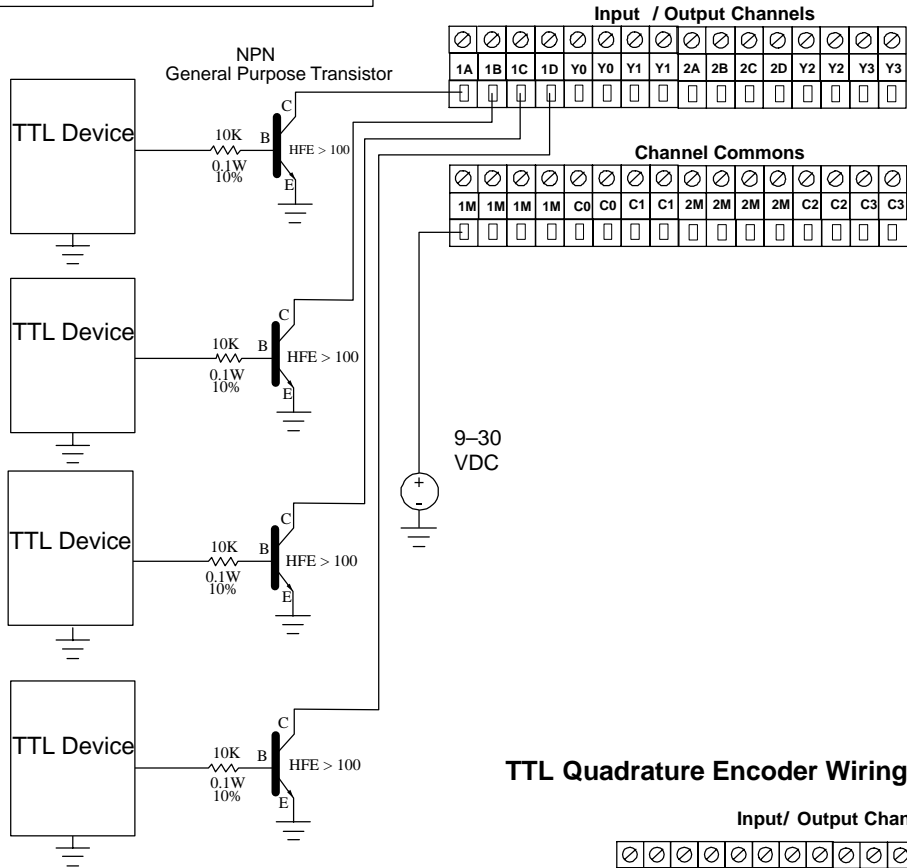 Input / Output Channels
1A 1B 1C 1D Y0 Y0 Y1 Y1 2A 2B 2C 2D Y2 Y2 Y3 Y3
NPN
General Purpose Transistor
TTL Device
10K
0.1W
10%
B
C
E
HFE > 100
Channel Commons
1M 1M 1M 1M C0 C0 C1 C1 2M 2M 2M 2M C2 C2 C3 C3
TTL Device
10K
0.1W
10%
B
C
E
HFE > 100
9–30
VDC
+
-
TTL Device
10K
0.1W
10%
B
C
E
HFE > 100
TTL Device
10K
0.1W
10%
B
C
E
HFE > 100
TTL Quadrature Encoder Wiring
Input/ Output Chan